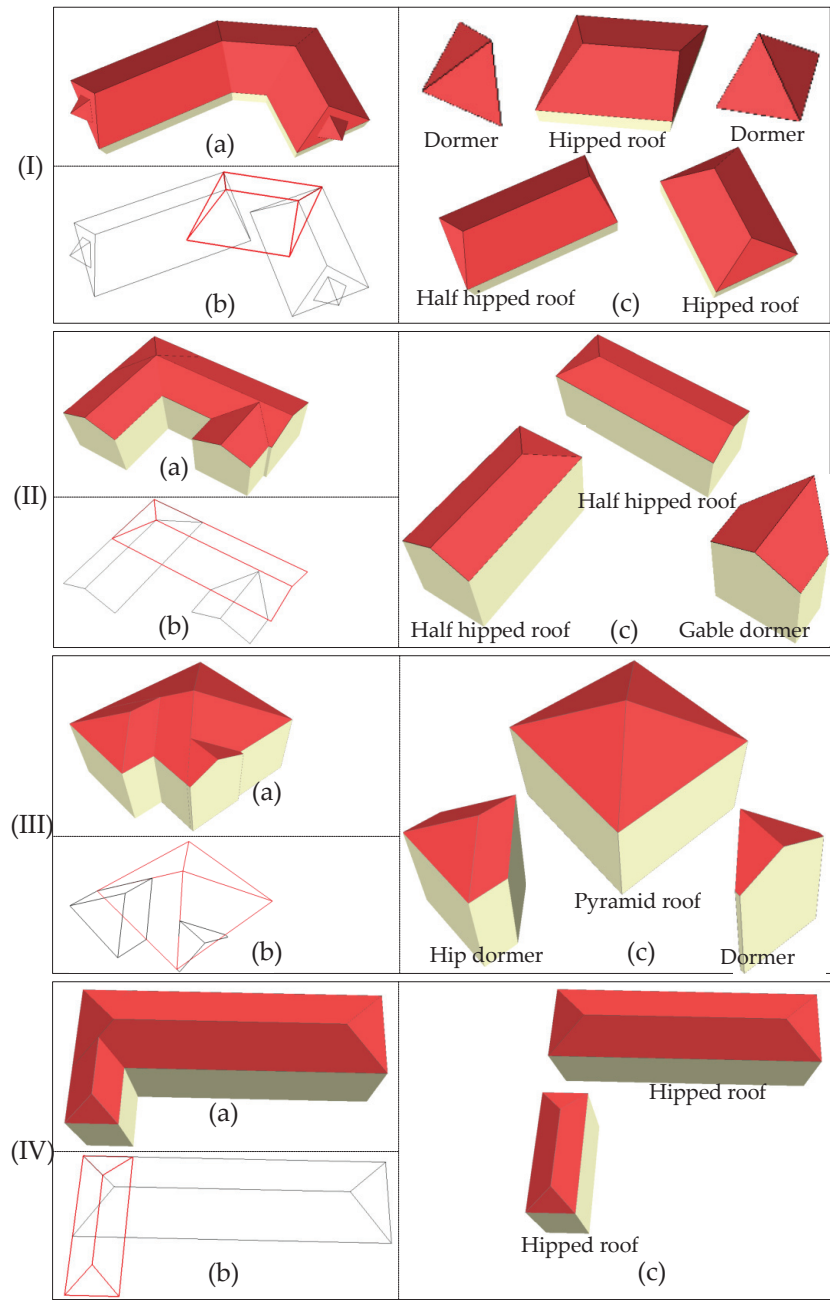 (I)
(a)
(b)
Dormer
Hipped roof
Dormer
Half hipped roof
(c)
Hipped roof
(II)
(a)
(b)
Half hipped roof
Half hipped roof
(c)
Gable dormer
(III)
(a)
(b)
Pyramid roof
Hip dormer
(c)
Dormer
(IV)
(a)
(b)
Hipped roof
Hipped roof
(c)